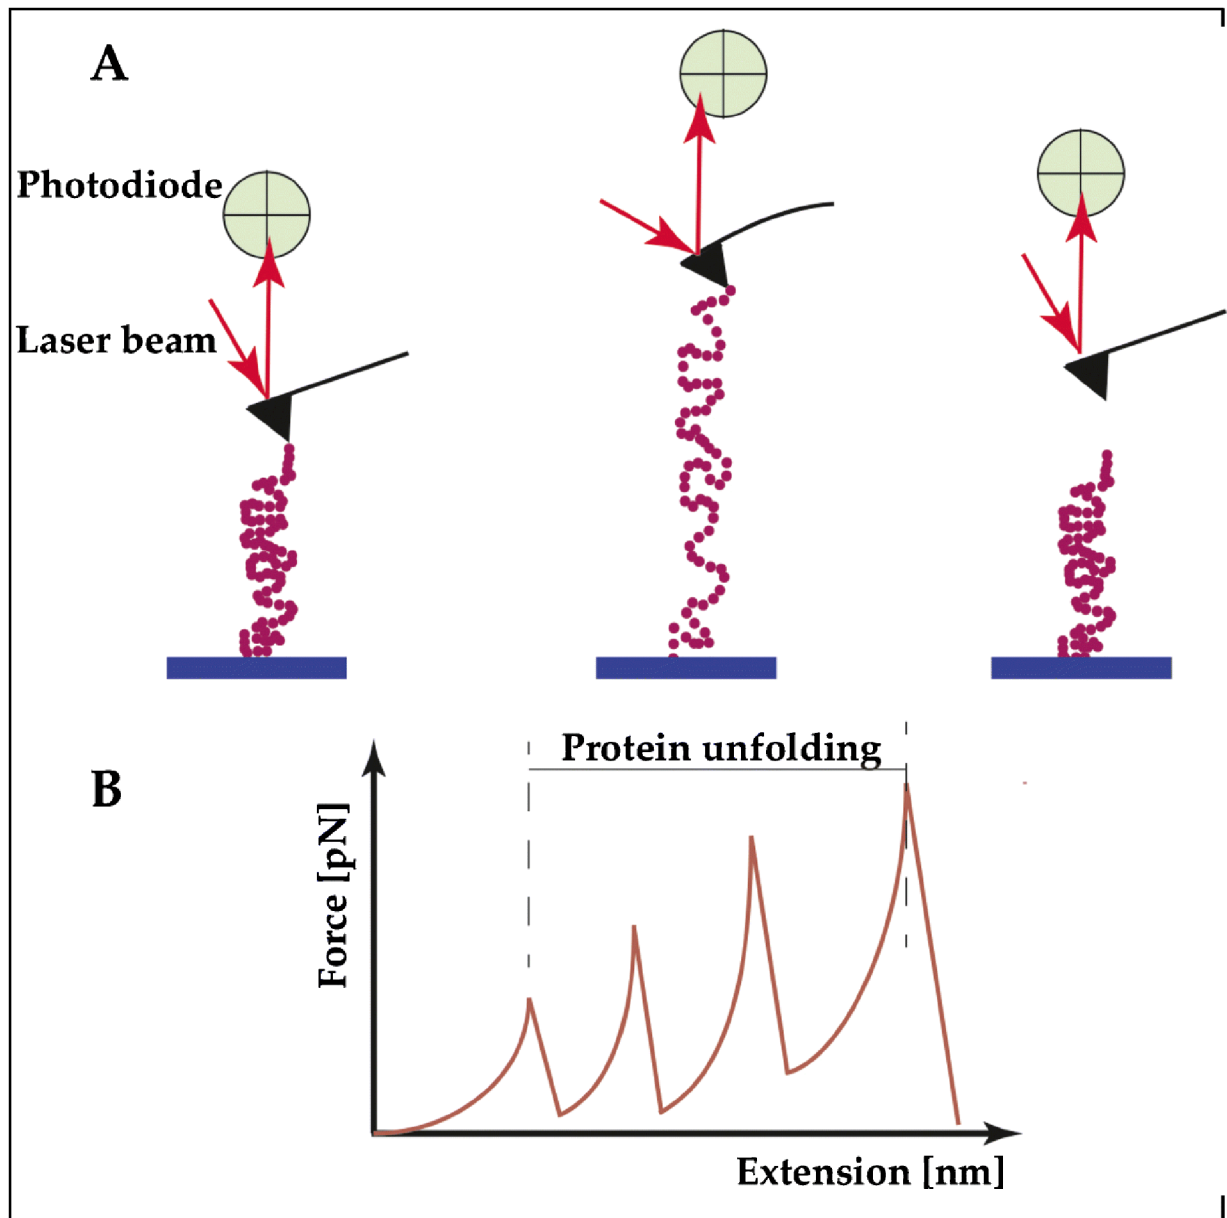 A
Photodiode
Laser beam
B
Protein unfolding
Force [pN]
Extension [nm]